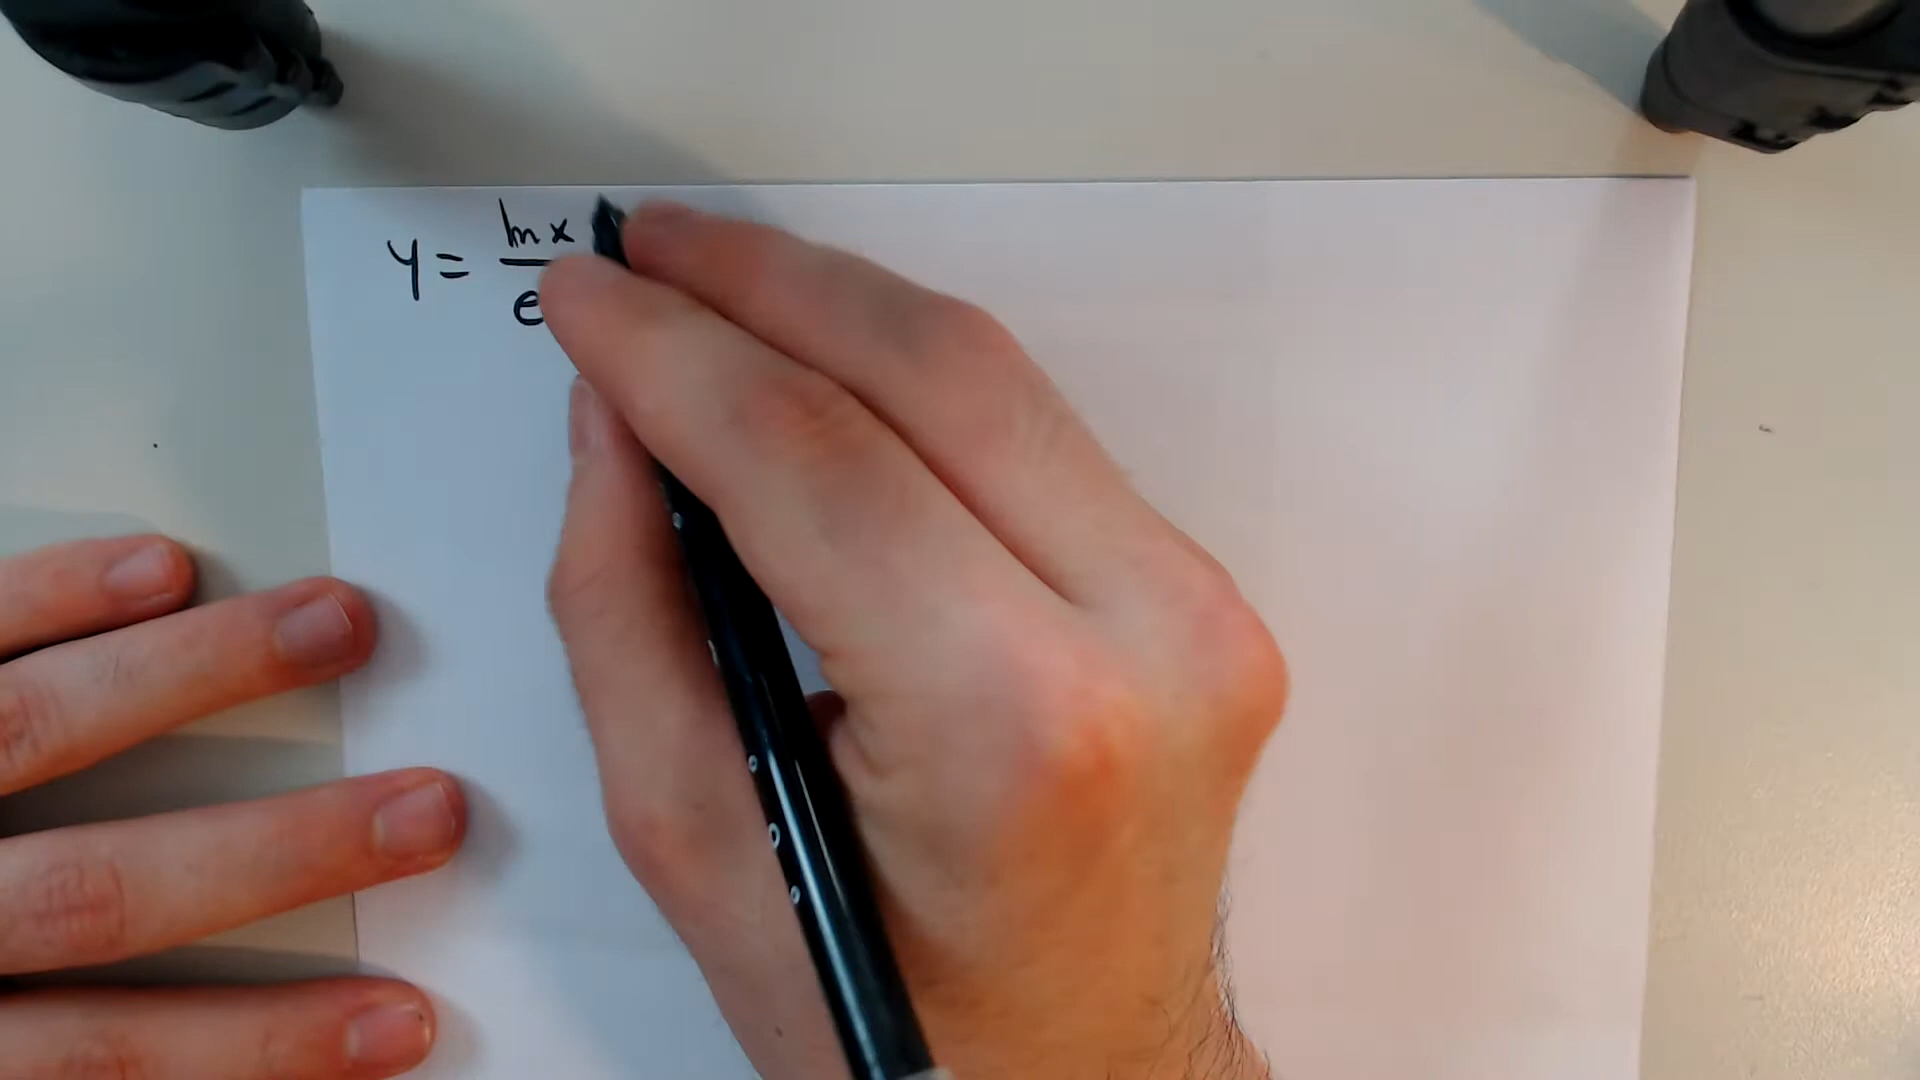 y = ln x
e